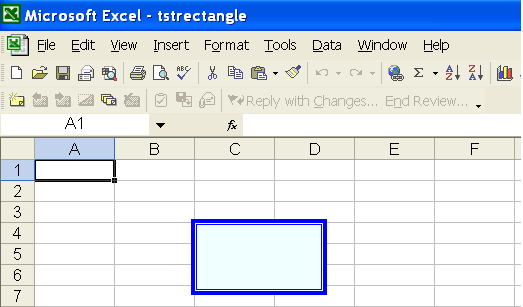 Microsoft Excel - tstrectangle
File Edit View Insert Format Tools Data Window Help
ABC Σ A Z Z A
Reply with Changes... End Review...
A1 fx
A B C D E F
1
2
3
4
5
6
7